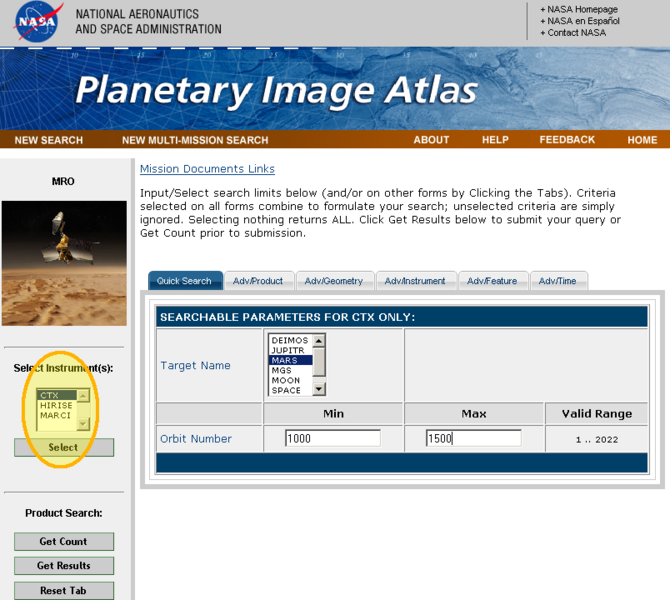 NASA
NATIONAL AERONAUTICS
AND SPACE ADMINISTRATION
+ NASA Homepage
+ NASA en Español
+ Contact NASA
Planetary Image Atlas
NEW SEARCH NEW MULTI-MISSION SEARCH ABOUT HELP FEEDBACK HOME
MRO
Select Instrument(s):
CTX
HIRISE
MARCI
Select
Product Search:
Get Count
Get Results
Reset Tab
Mission Documents Links
Input/Select search limits below (and/or on other forms by Clicking the Tabs). Criteria
selected on all forms combine to formulate your search; unselected criteria are simply
ignored. Selecting nothing returns ALL. Click Get Results below to submit your query or
Get Count prior to submission.
Quick Search Adv/Product Adv/Geometry Adv/Instrument Adv/Feature Adv/Time
SEARCHABLE PARAMETERS FOR CTX ONLY:
Target Name
DEIMOS
JUPITR
MARS
MGS
MOON
SPACE
Min Max Valid Range
Orbit Number 1000 1500 1 .. 2022